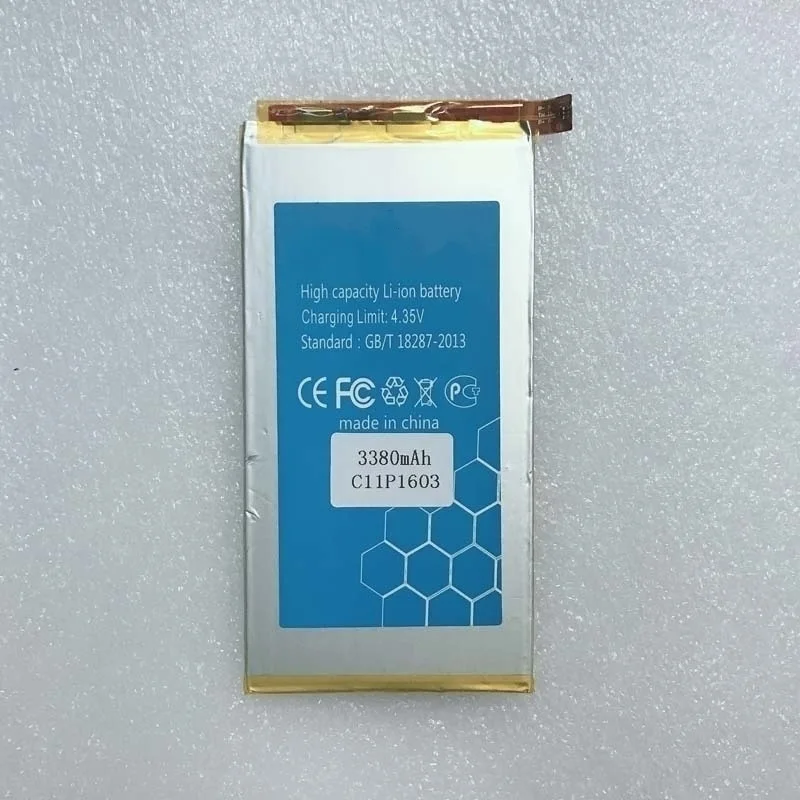 High capacity Li-ion battery
Charging Limit: 4.35V
Standard : GB/T 18287-2013
CE FC PG
made in china
3380mAh
C11P1603